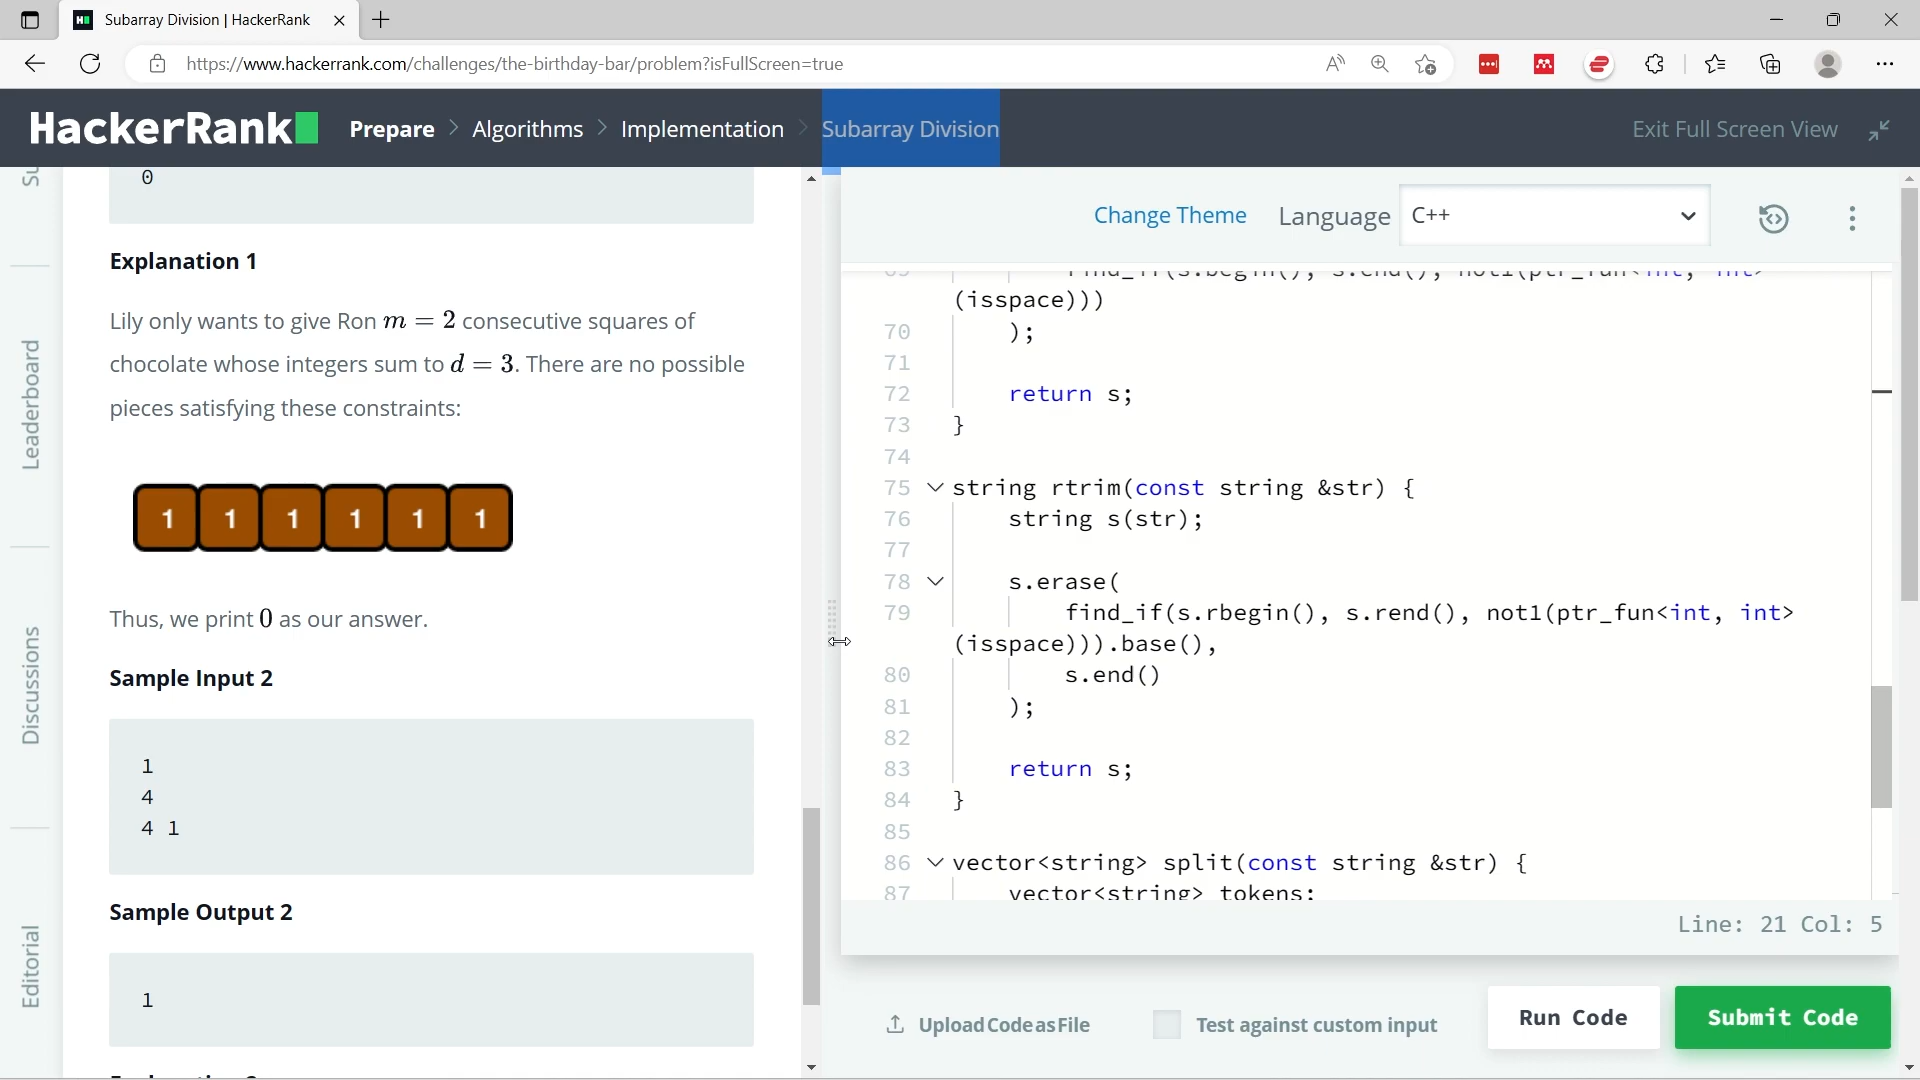 Subarray Division | HackerRank
https://www.hackerrank.com/challenges/the-birthday-bar/problem?isFullScreen=true
HackerRank
Prepare > Algorithms > Implementation > Subarray Division
Exit Full Screen View
Leaderboard
Discussions
Editorial
0
Explanation 1
Lily only wants to give Ron m = 2 consecutive squares of
chocolate whose integers sum to d = 3. There are no possible
pieces satisfying these constraints:
1 1 1 1 1 1
Thus, we print 0 as our answer.
Sample Input 2
1
4
4 1
Sample Output 2
1
Change Theme Language C++
(isspace)))
70 );
71
72 return s;
73 }
74
75 string rtrim(const string &str) {
76 string s(str);
77
78 s.erase(
79 find_if(s.rbegin(), s.rend(), not1(ptr_fun<int, int>
(isspace))).base(),
80 s.end()
81 );
82
83 return s;
84 }
85
86 vector<string> split(const string &str) {
87 vector<string> tokens;
Line: 21 Col: 5
Upload Code as File
Test against custom input
Run Code
Submit Code